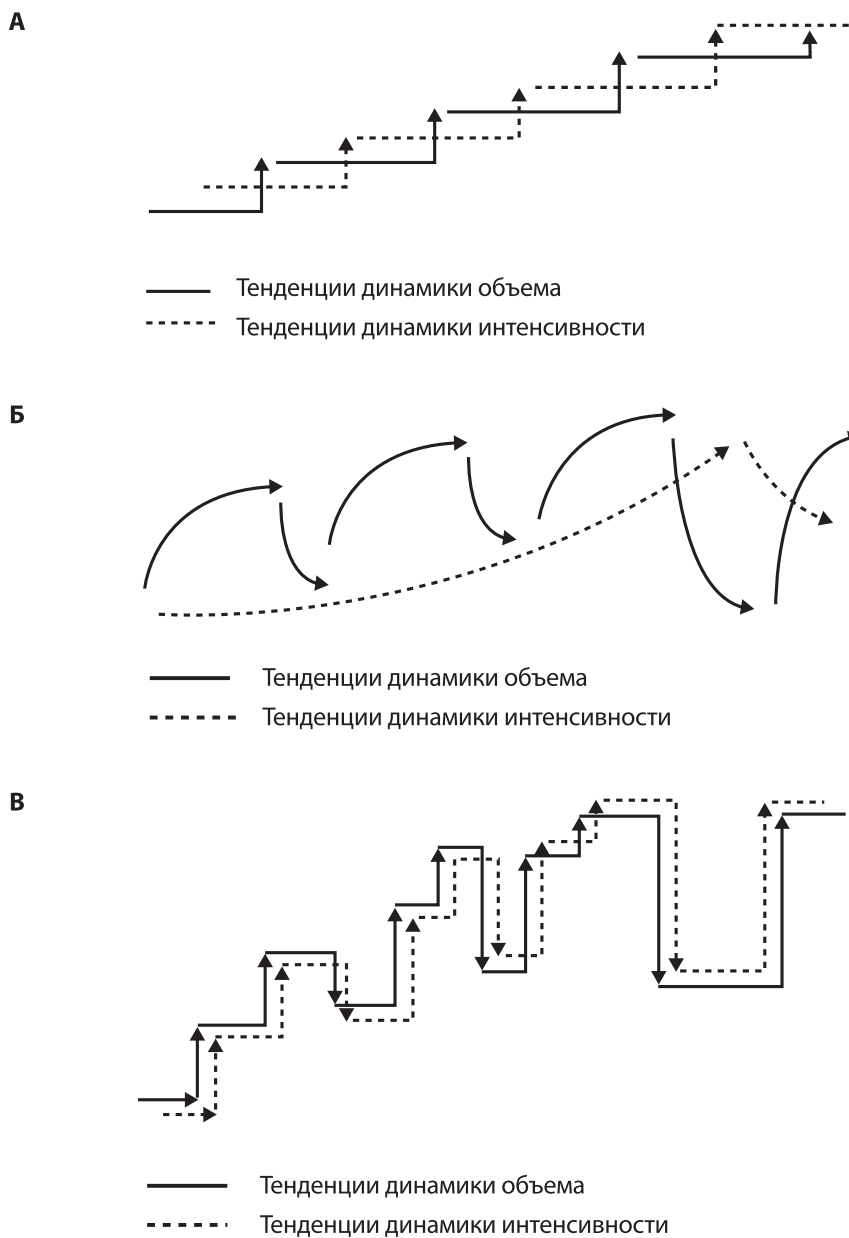 А
Тенденции динамики объема
Тенденции динамики интенсивности
Б
Тенденции динамики объема
Тенденции динамики интенсивности
В
Тенденции динамики объема
Тенденции динамики интенсивности